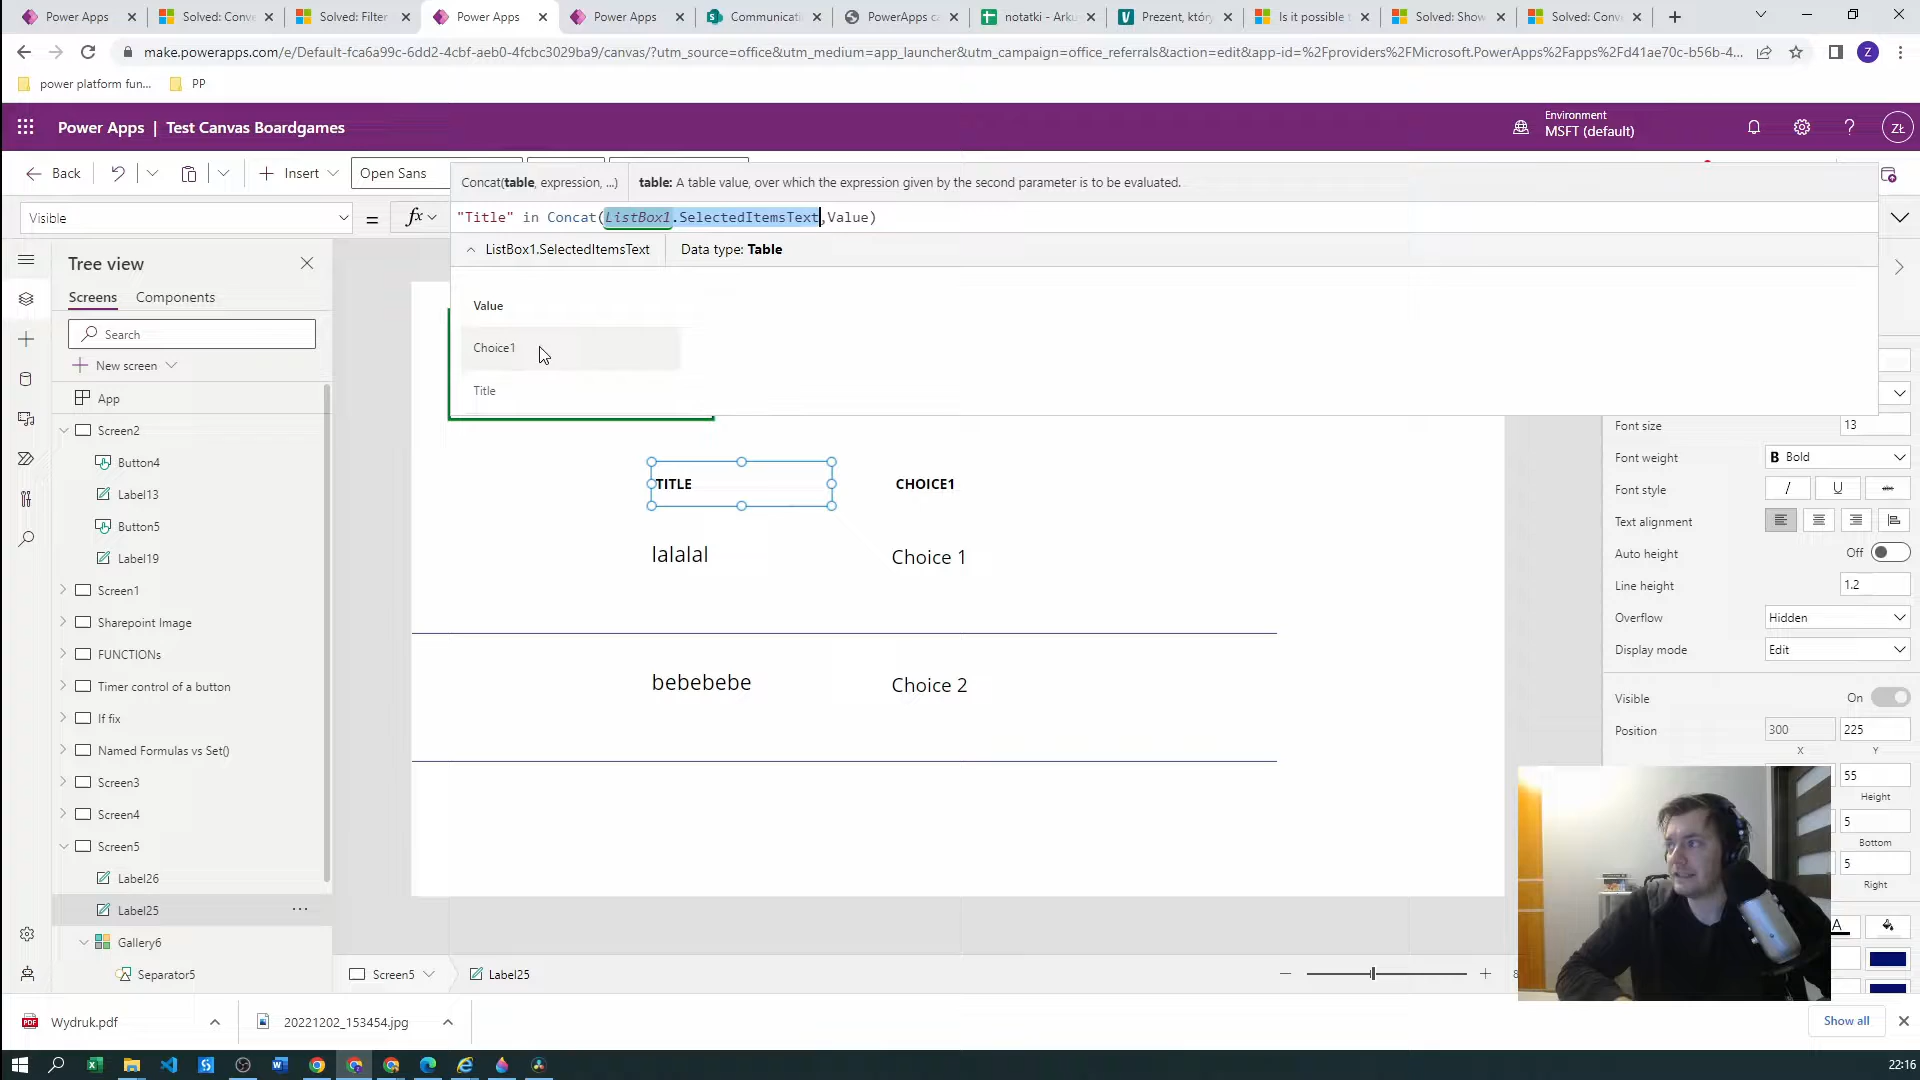 Power Apps
Solved: Conve
Solved: Filter
Power Apps
Power Apps
Communicati
PowerApps ca
notatki - Arku
Prezent, który
Is it possible t
Solved: Show
Solved: Conv
make.powerapps.com/e/Default-fca6a99c-6dd2-4cbf-aeb0-4fcbc3029ba9/canvas/?utm_source=office&utm_medium=app_launcher&utm_campaign=office_referrals&action=edit&app-id=%2Fproviders%2FMicrosoft.PowerApps%2Fapps%2Fd41ae70c-b56b-4...
Z
power platform fun...
PP
Power Apps | Test Canvas Boardgames
Environment
MSFT (default)
ZŁ
Back
Insert
Open Sans
Concat(table, expression, ...)
table: A table value, over which the expression given by the second parameter is to be evaluated.
Visible
=
fx
"Title" in Concat(ListBox1.SelectedItemsText,Value)
ListBox1.SelectedItemsText
Data type: Table
Value
Choice1
Title
Tree view
Screens
Components
Search
New screen
App
Screen2
Button4
Label13
Button5
Label19
Screen1
Sharepoint Image
FUNCTIONs
Timer control of a button
If fix
Named Formulas vs Set()
Screen3
Screen4
Screen5
Label26
Label25
...
Gallery6
Separator5
TITLE
CHOICE1
lalalal
Choice 1
bebebebe
Choice 2
Font size
13
Font weight
B Bold
Font style
/
U
abc
Text alignment
Auto height
Off
Line height
1.2
Overflow
Hidden
Display mode
Edit
Visible
On
Position
300
225
X
Y
55
Height
5
Bottom
5
Right
A
Screen5
Label25
8
PDF
Wydruk.pdf
20221202_153454.jpg
Show all
22:16